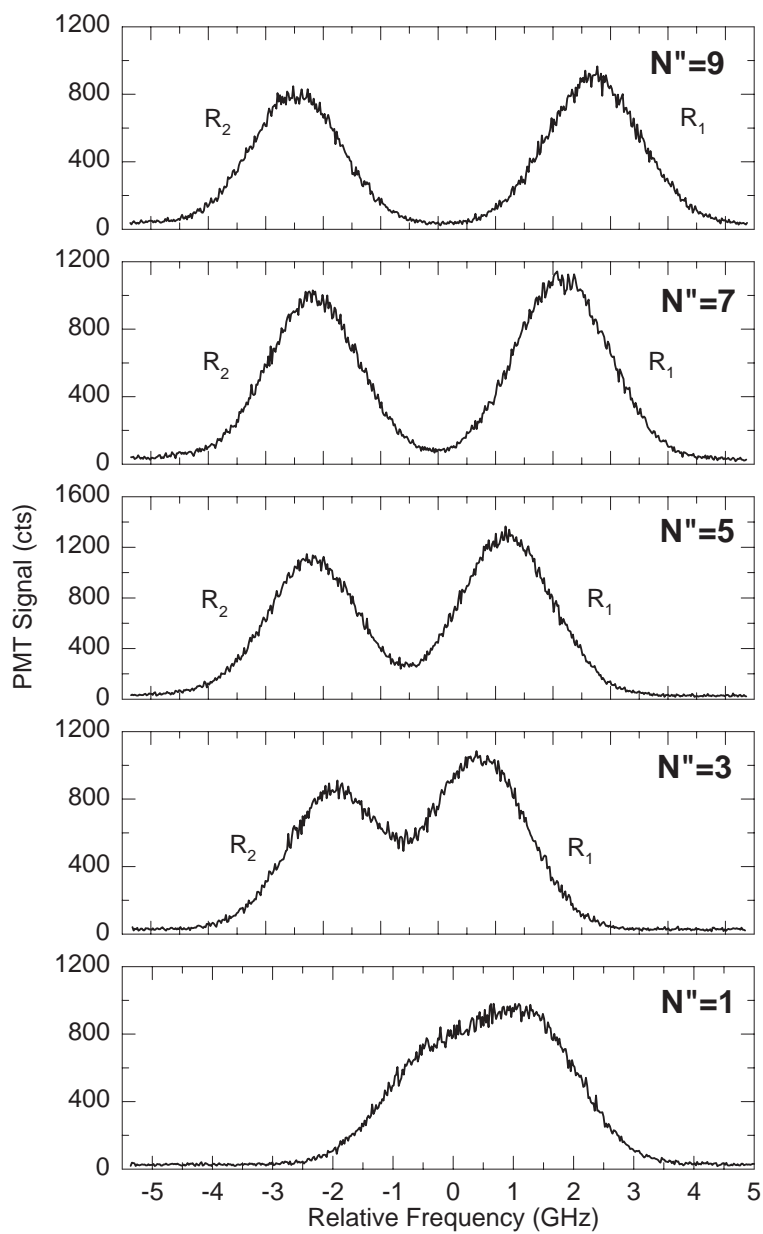 1200
800
400
0
N"=9
R2
R1
1200
800
400
0
N"=7
R2
R1
PMT Signal (cts)
1600
1200
800
400
0
N"=5
R2
R1
1200
800
400
0
N"=3
R2
R1
1200
800
400
0
N"=1
-5 -4 -3 -2 -1 0 1 2 3 4 5
Relative Frequency (GHz)